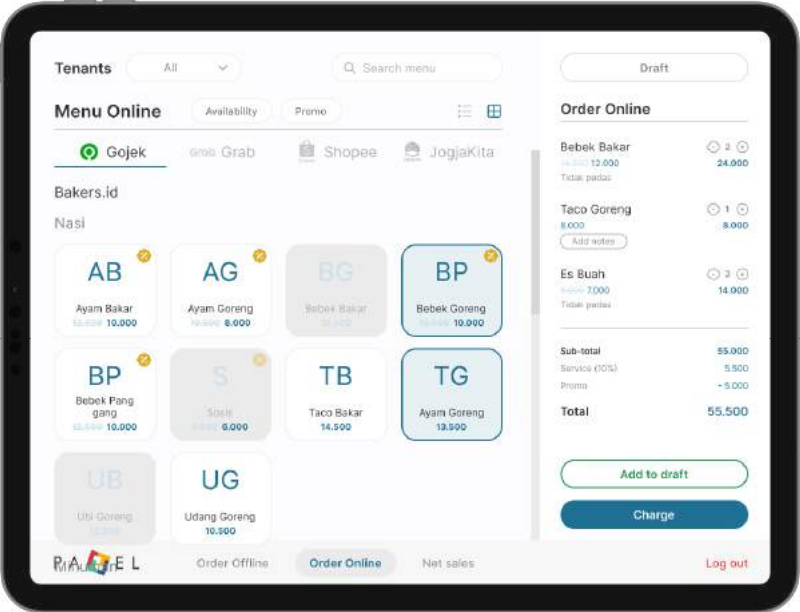 Tenants
All
Search menu
Menu Online
Availability
Promo
Gojek
Grab Grab
Shopee
JogjaKita
Bakers.id
Nasi
AB
Ayam Bakar
10.000
AG
Ayam Goreng
10.500 8.000
BG
Bebek Bakar
BP
Bebek Goreng
10.000
BP
Bebek Pang
gang
10.000
S
Sosis
6.000
TB
Taco Bakar
14.500
TG
Ayam Goreng
13.500
UB
Ubi Goreng
UG
Udang Goreng
10.500
PANEL
Order Offline
Order Online
Net sales
Log out
Draft
Order Online
Bebek Bakar
2
12.000
24.000
Tidak pedas
Taco Goreng
1
8.000
8.000
Add notes
Es Buah
2
7.000
14.000
Tidak pedas
Sub-total
55.000
Service (10%)
5.500
Promo
- 5.000
Total
55.500
Add to draft
Charge